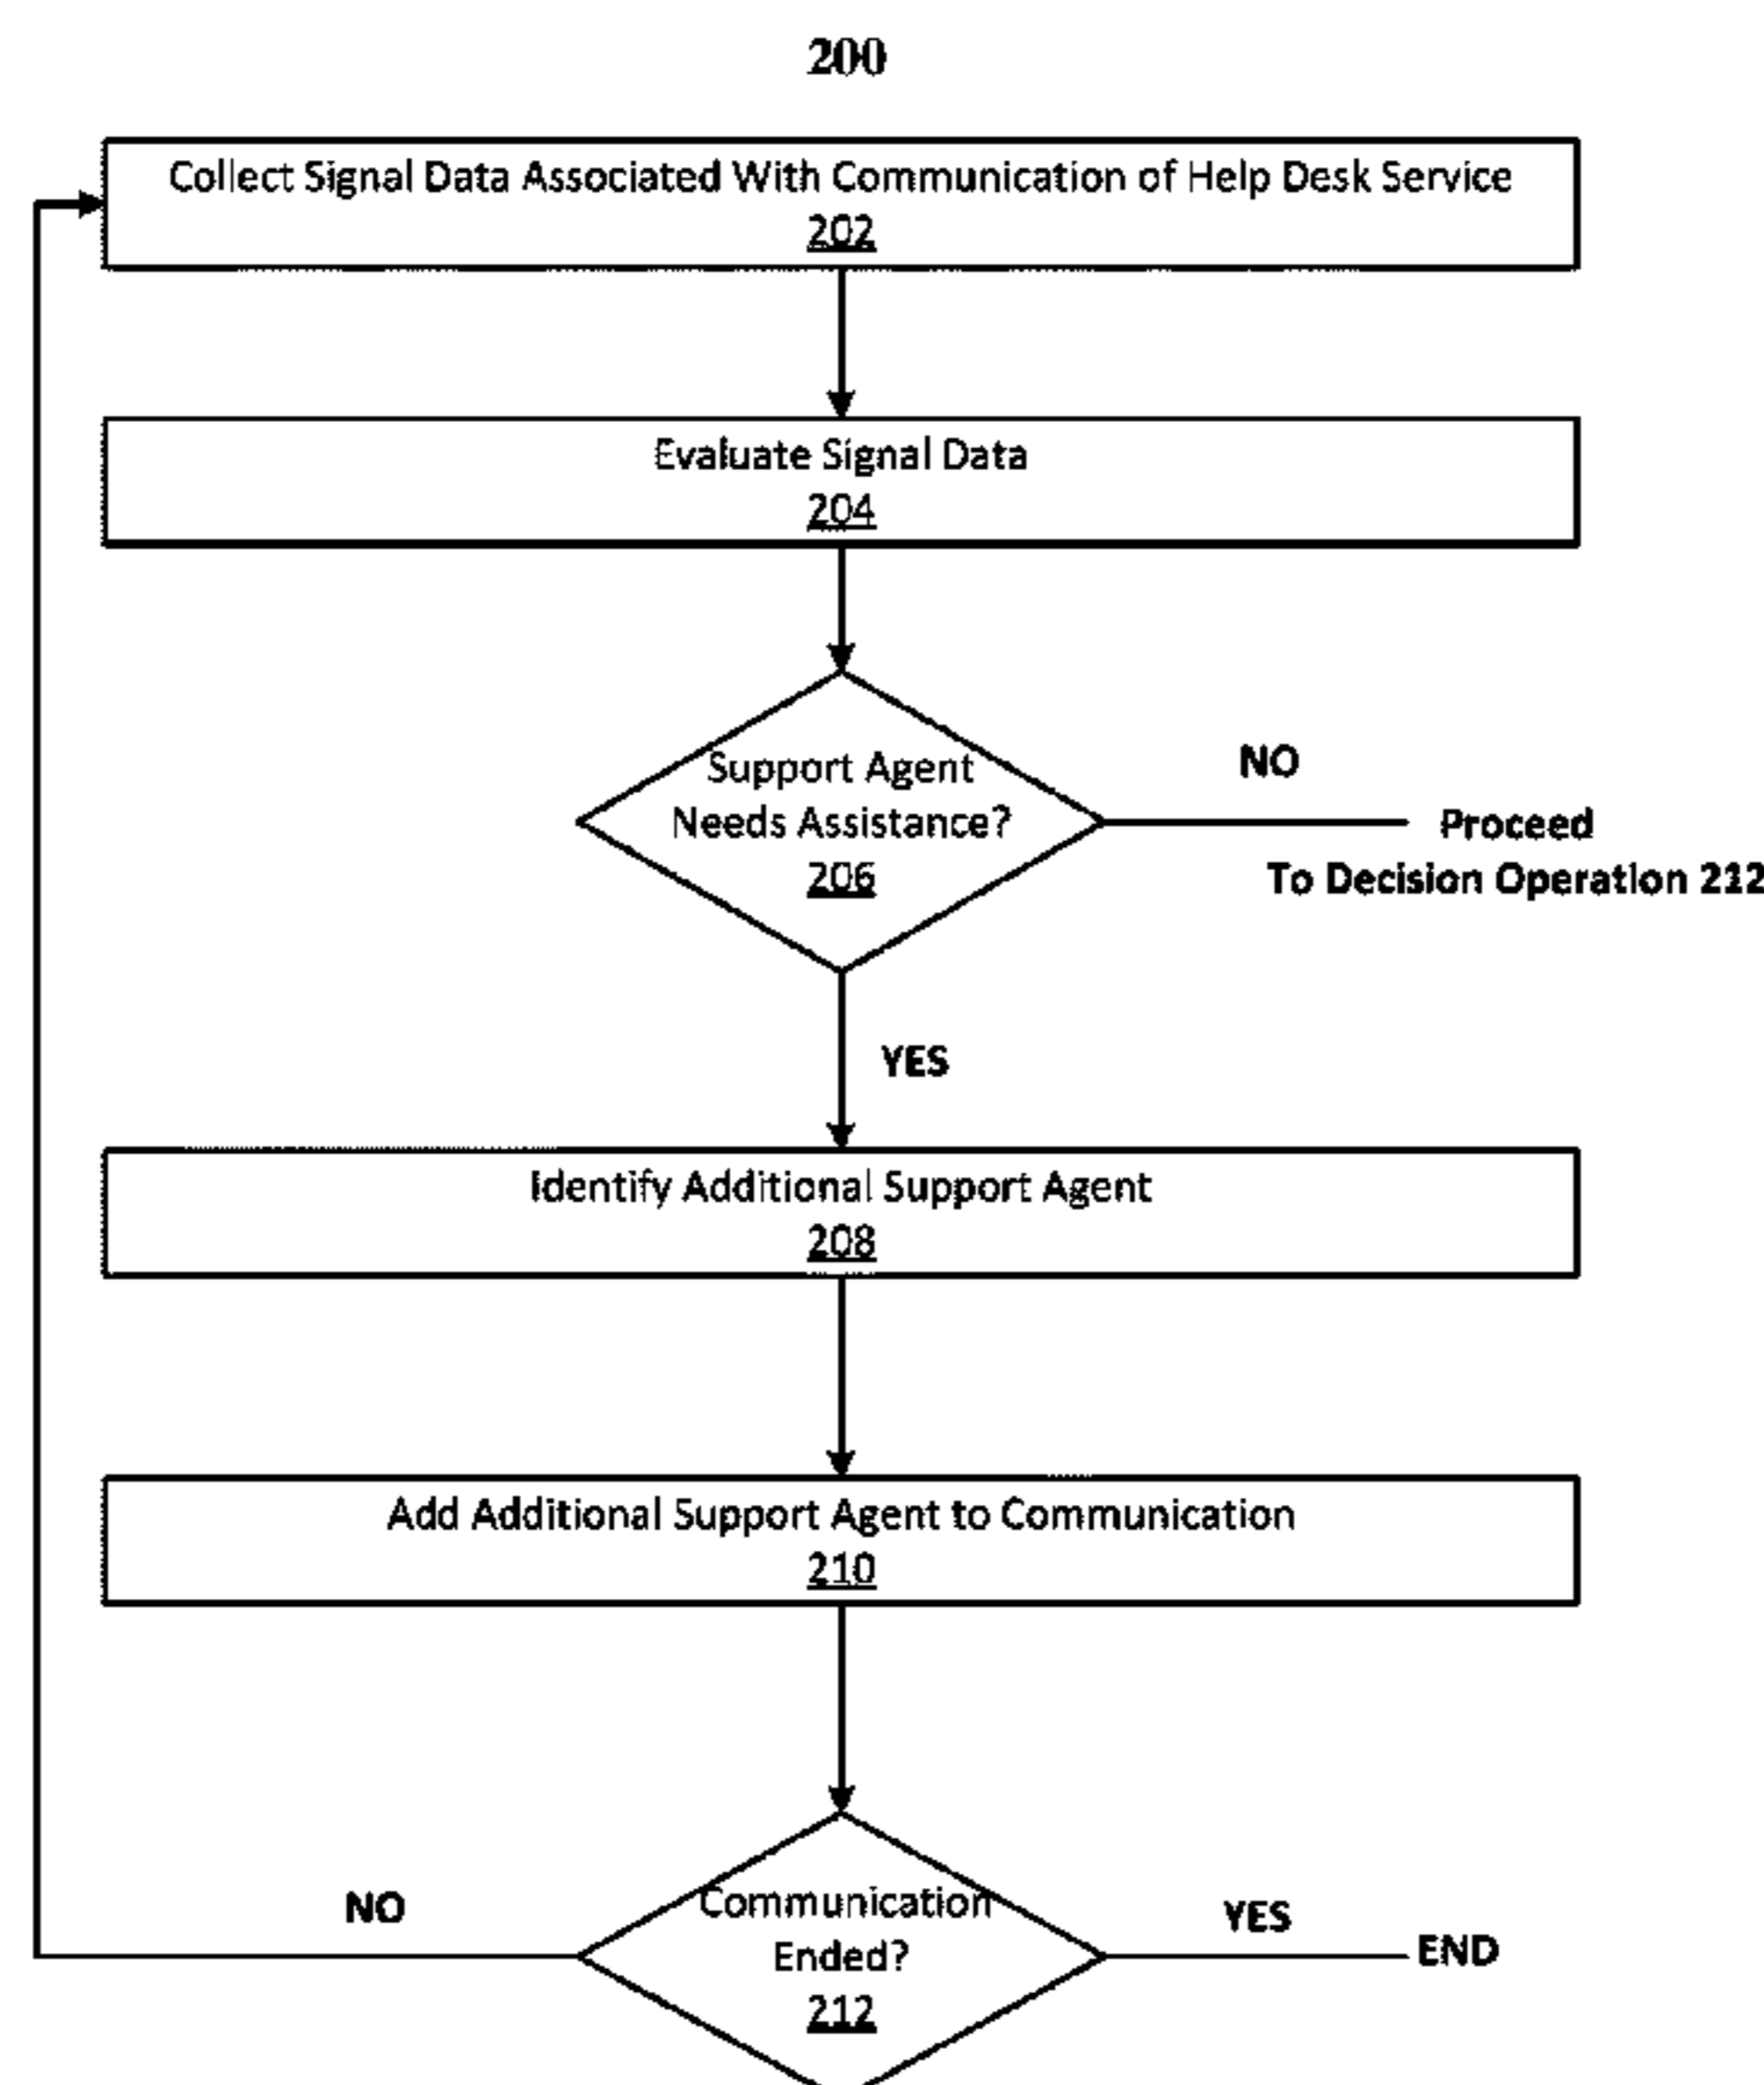 200
Collect Signal Data Associated With Communication of Help Desk Service
202
Evaluate Signal Data
204
Support Agent
Needs Assistance?
206
NO
Proceed
To Decision Operation 212
YES
Identify Additional Support Agent
208
Add Additional Support Agent to Communication
210
Communication
Ended?
212
NO
YES
END